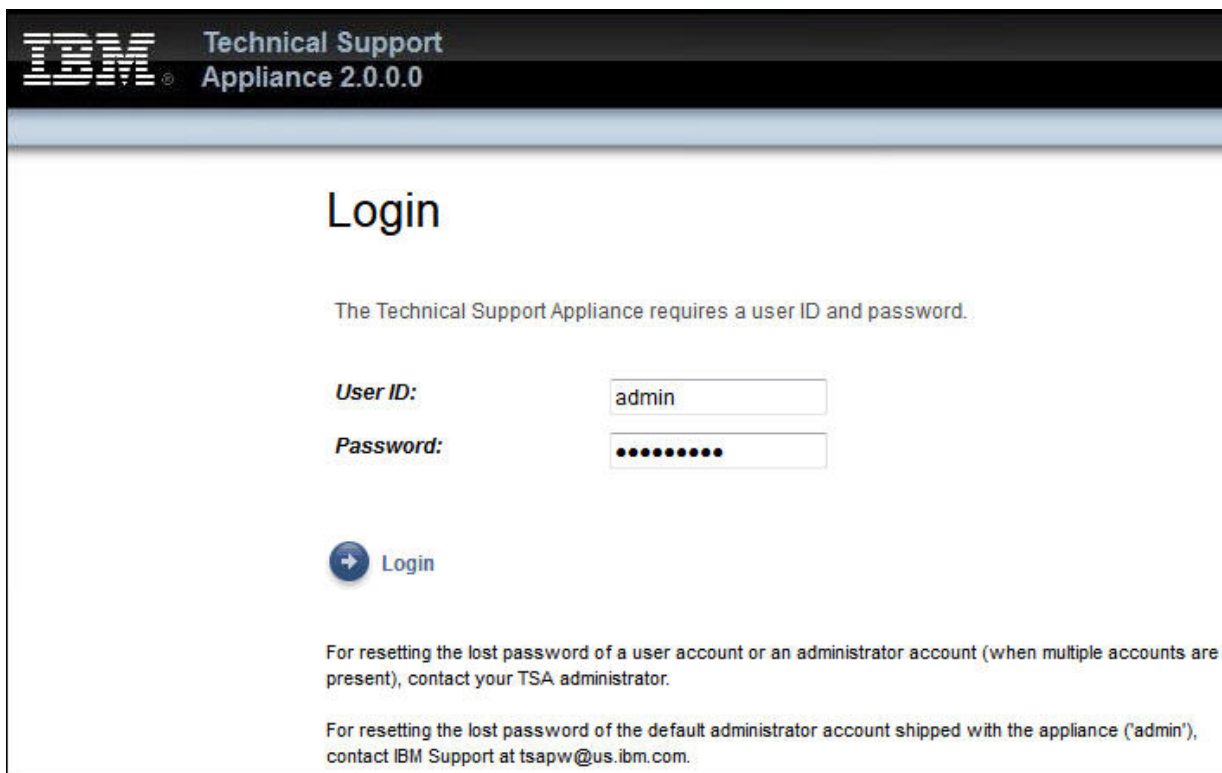 IBM®
Technical Support
Appliance 2.0.0.0
Login
The Technical Support Appliance requires a user ID and password.
User ID: admin
Password: •••••••••
Login
For resetting the lost password of a user account or an administrator account (when multiple accounts are
present), contact your TSA administrator.
For resetting the lost password of the default administrator account shipped with the appliance ('admin'),
contact IBM Support at tsapw@us.ibm.com.